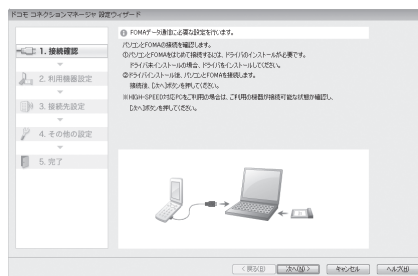 ドコモ コネクションマネージャ 設定ウィザード
FOMAデータ通信に必要な設定を行います。
1. 接続確認
2. 利用機器設定
3. 接続先設定
4. その他の設定
5. 完了
パソコンとFOMAの接続を確認します。
①パソコンとFOMAをはじめて接続するには、ドライバのインストールが必要です。
ドライバ未インストールの場合、ドライバをインストールしてください。
②ドライバインストール後、パソコンとFOMAを接続します。
接続後、[次へ]ボタンを押してください。
※HIGH-SPEED対応PCをご利用の場合は、ご利用の機器が接続可能な状態か確認し、
[次へ]ボタンを押してください。
< 戻る(B)
次へ(N) >
キャンセル
ヘルプ(H)